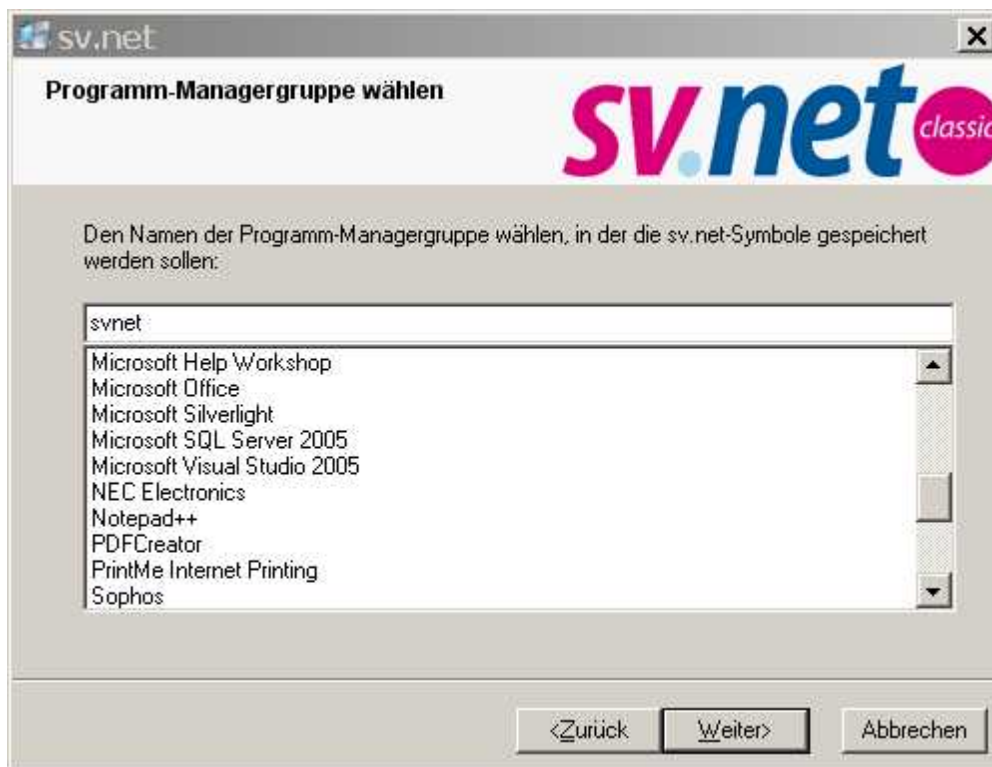 sv.net
Programm-Managergruppe wählen
sv.net classic
Den Namen der Programm-Managergruppe wählen, in der die sv.net-Symbole gespeichert
werden sollen:
svnet
Microsoft Help Workshop
Microsoft Office
Microsoft Silverlight
Microsoft SQL Server 2005
Microsoft Visual Studio 2005
NEC Electronics
Notepad++
PDFCreator
PrintMe Internet Printing
Sophos
<Zurück Weiter> Abbrechen